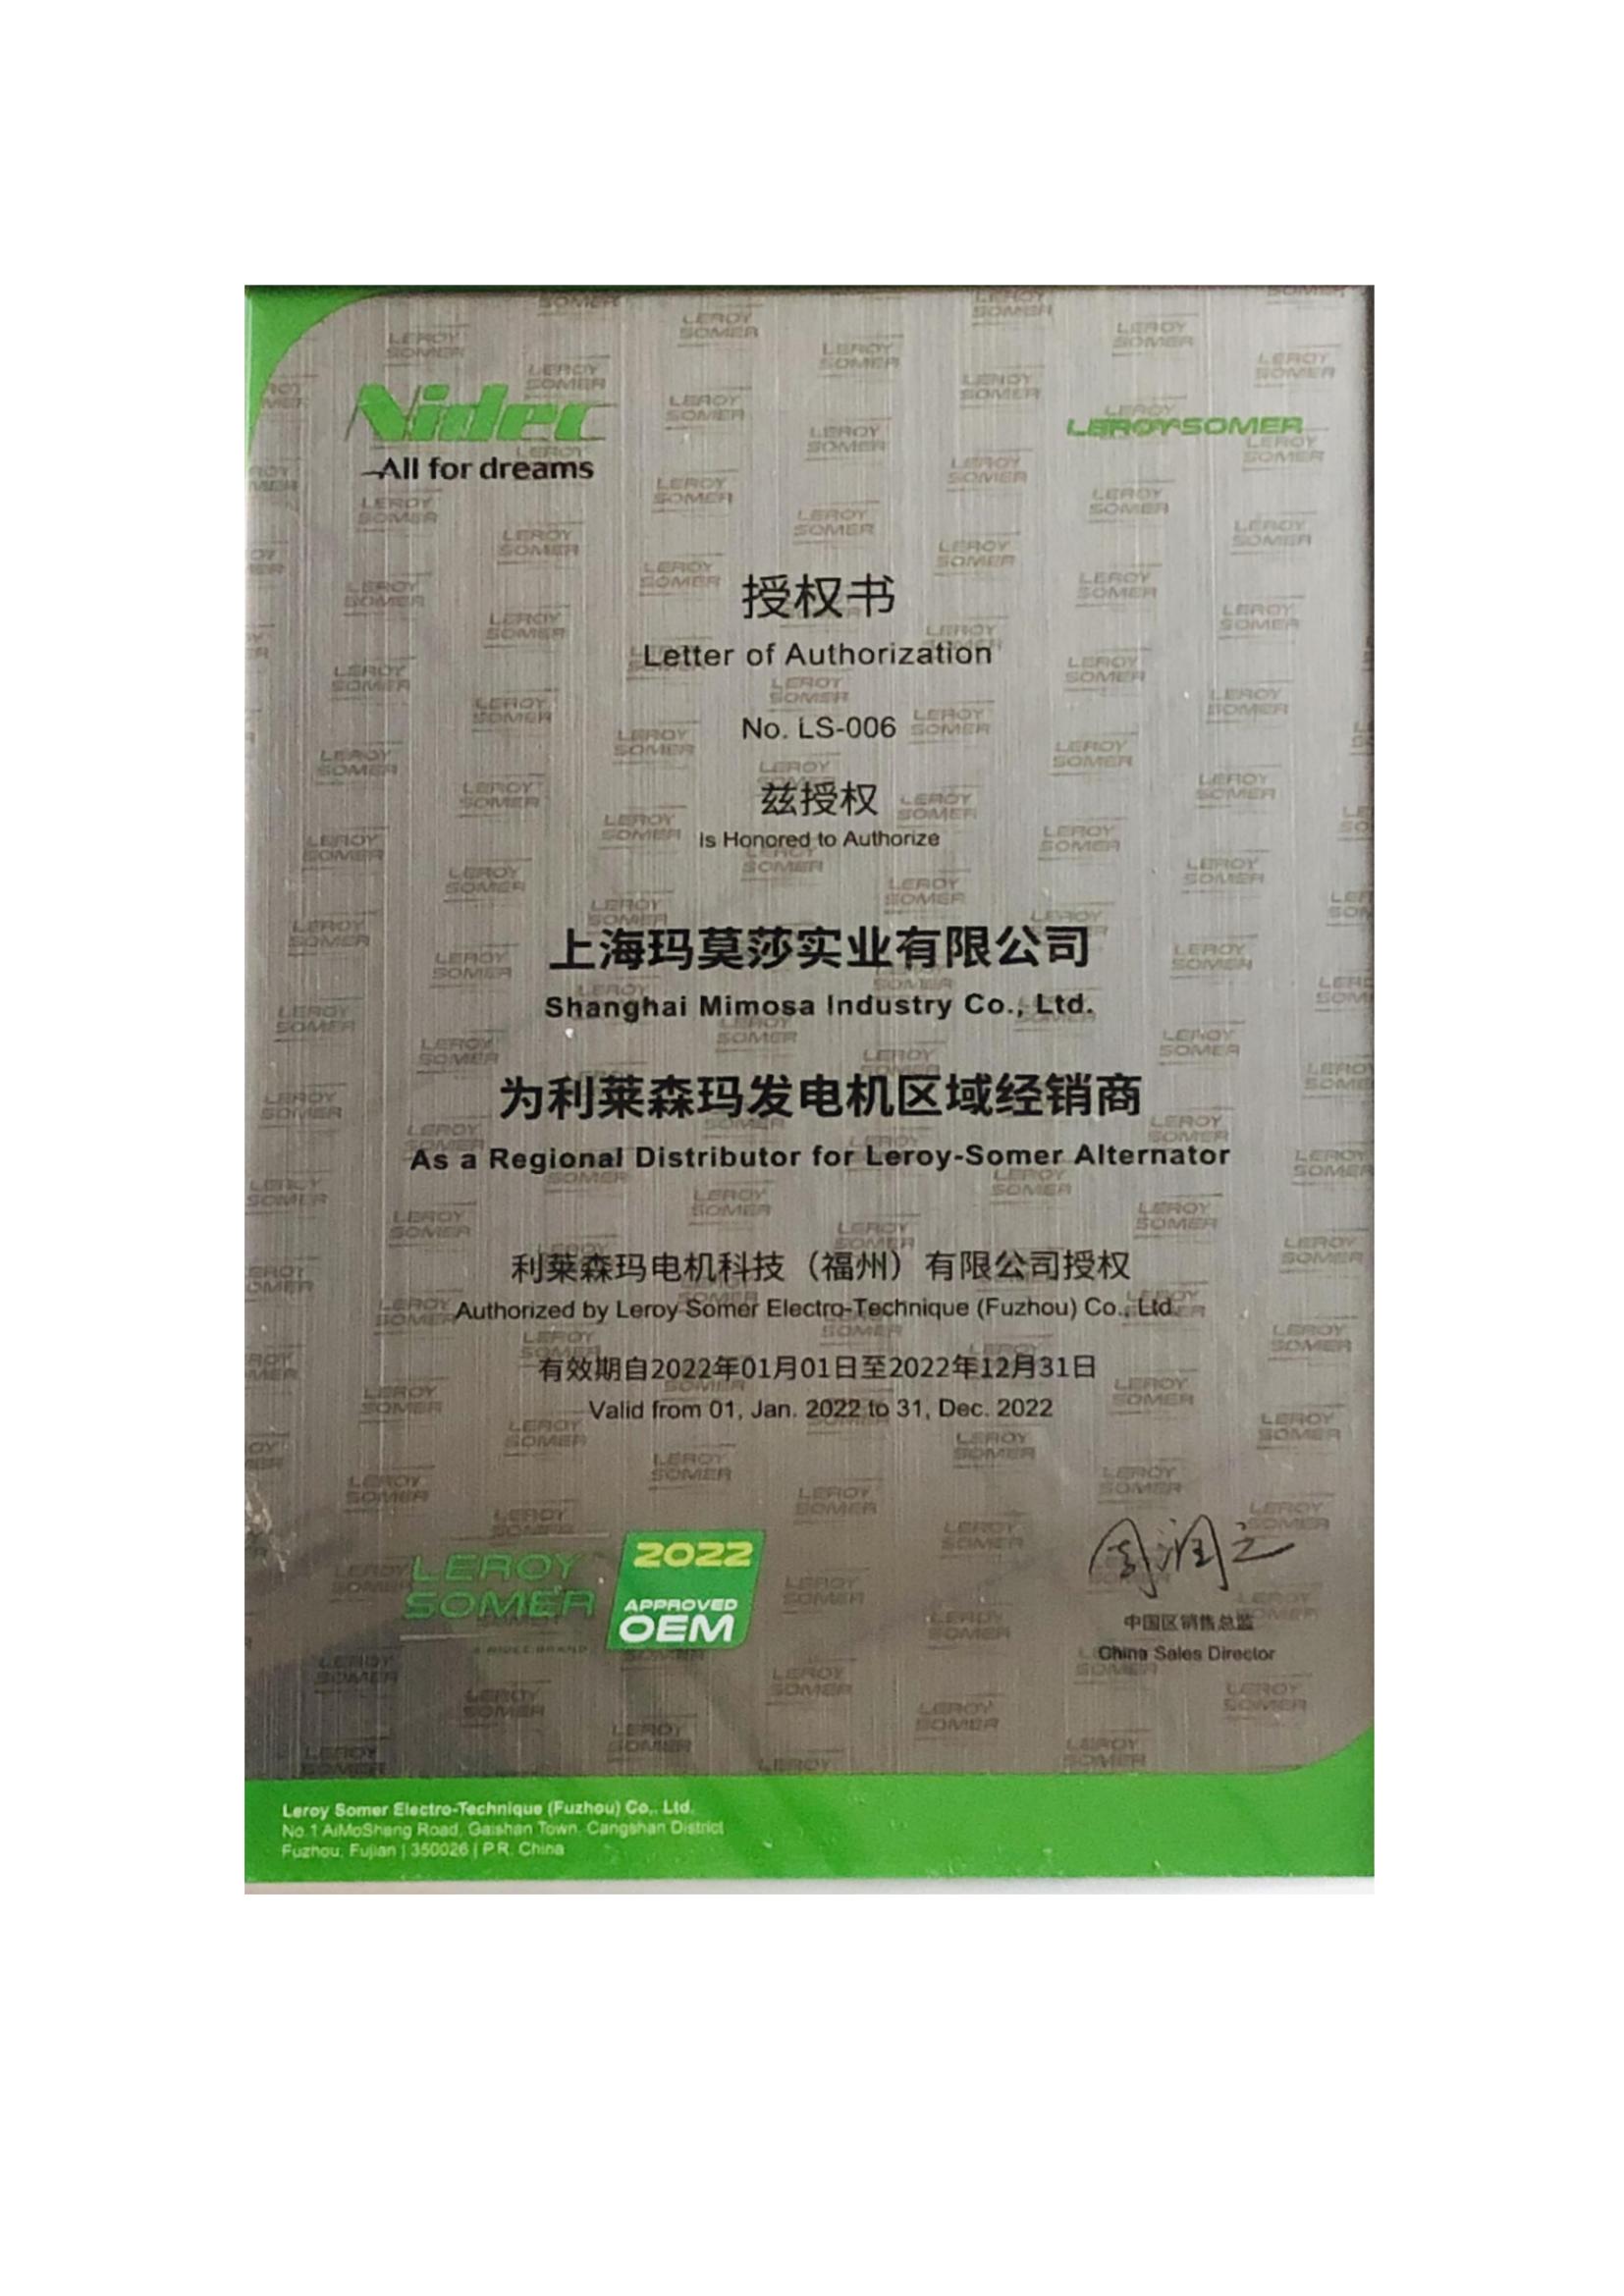 Nidec
All for dreams
LEROY-SOMER
授权书
Letter of Authorization
No. LS-006
兹授权
Is Honored to Authorize
上海玛莫莎实业有限公司
Shanghai Mimosa Industry Co., Ltd.
为利莱森玛发电机区域经销商
As a Regional Distributor for Leroy-Somer Alternator
利莱森玛电机科技（福州）有限公司授权
Authorized by Leroy Somer Electro-Technique (Fuzhou) Co., Ltd
有效期自2022年01月01日至2022年12月31日
Valid from 01, Jan. 2022 to 31, Dec. 2022
LEROY
SOMER
A NIDEC BRAND
2022
APPROVED
OEM
中国区销售总监
China Sales Director
Leroy Somer Electro-Technique (Fuzhou) Co., Ltd.
No.1 AiMoSheng Road, Gaishan Town, Cangshan District
Fuzhou, Fujian | 350026 | P.R. China